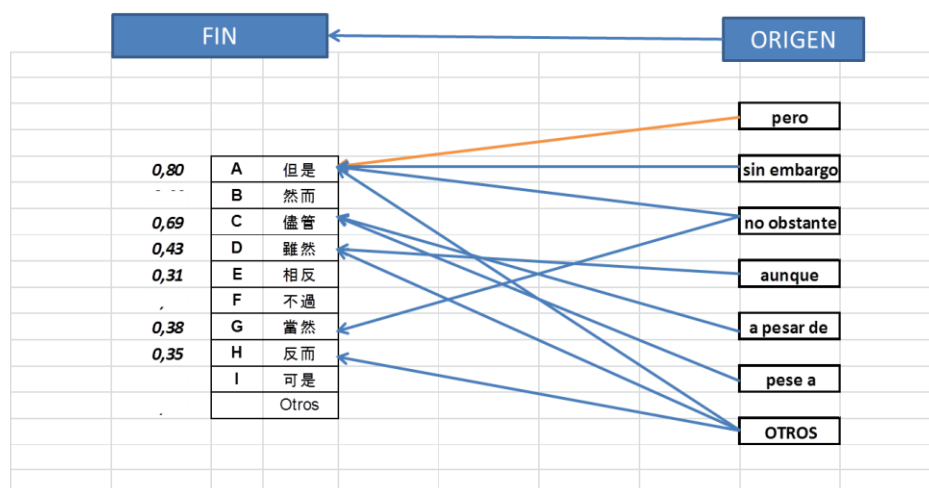 FIN ORIGEN
pero
0,80 A 但是 sin embargo
B 然而
0,69 C 儘管 no obstante
0,43 D 雖然
0,31 E 相反 aunque
F 不過
0,38 G 當然 a pesar de
0,35 H 反而
I 可是 pese a
Otros
OTROS